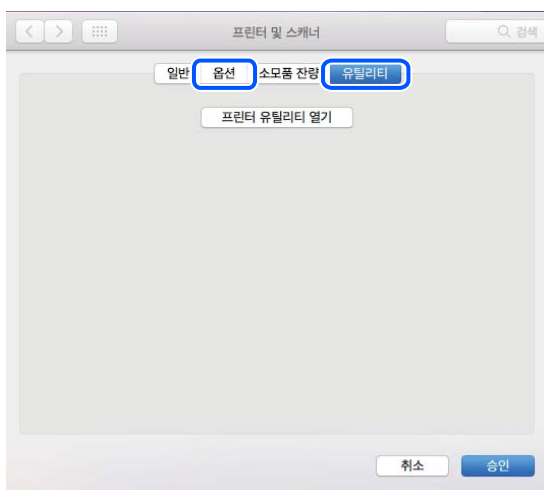 프린터 및 스캐너
검색
일반 옵션 소모품 잔량 유틸리티
프린터 유틸리티 열기
취소 승인